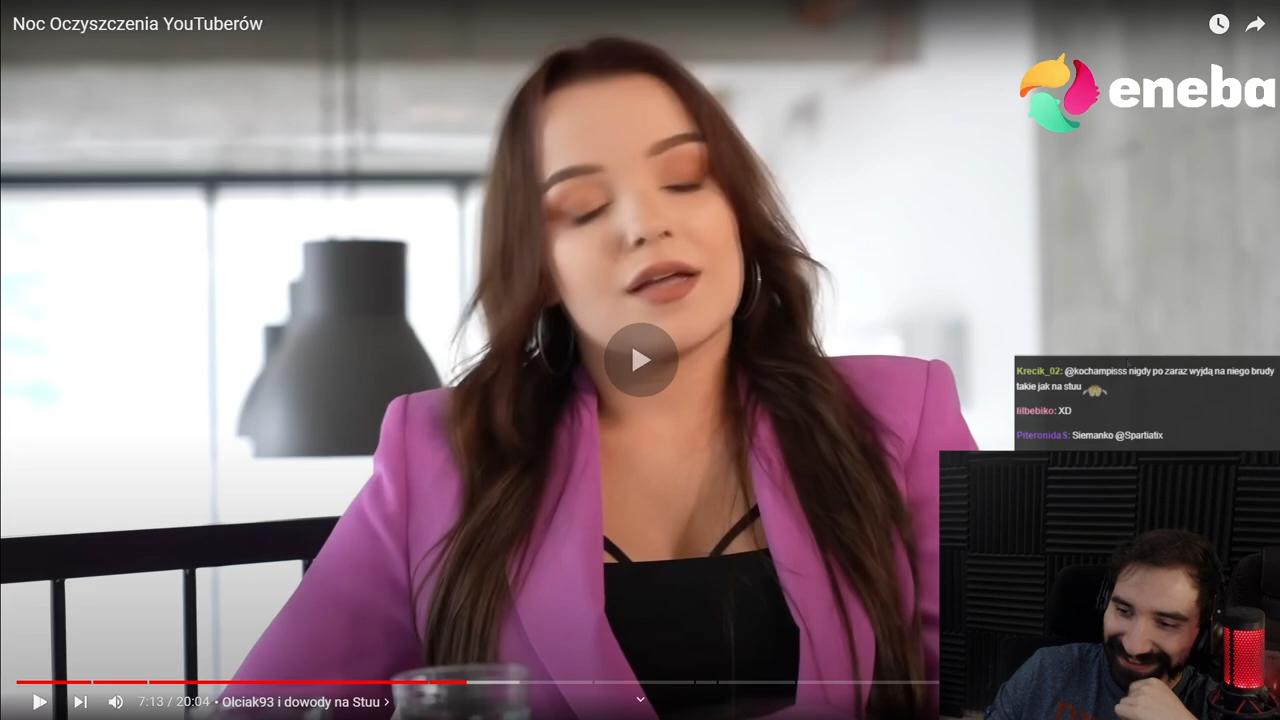 Noc Oczyszczenia YouTuberów
eneba
Krecik_02: @kochampisss nigdy po zaraz wyjdą na niego brudy
takie jak na stuu
lilbebiko: XD
PiteronidaS: Siemanko @Spartiatix
7:13 / 20:04 • Olciak93 i dowody na Stuu >